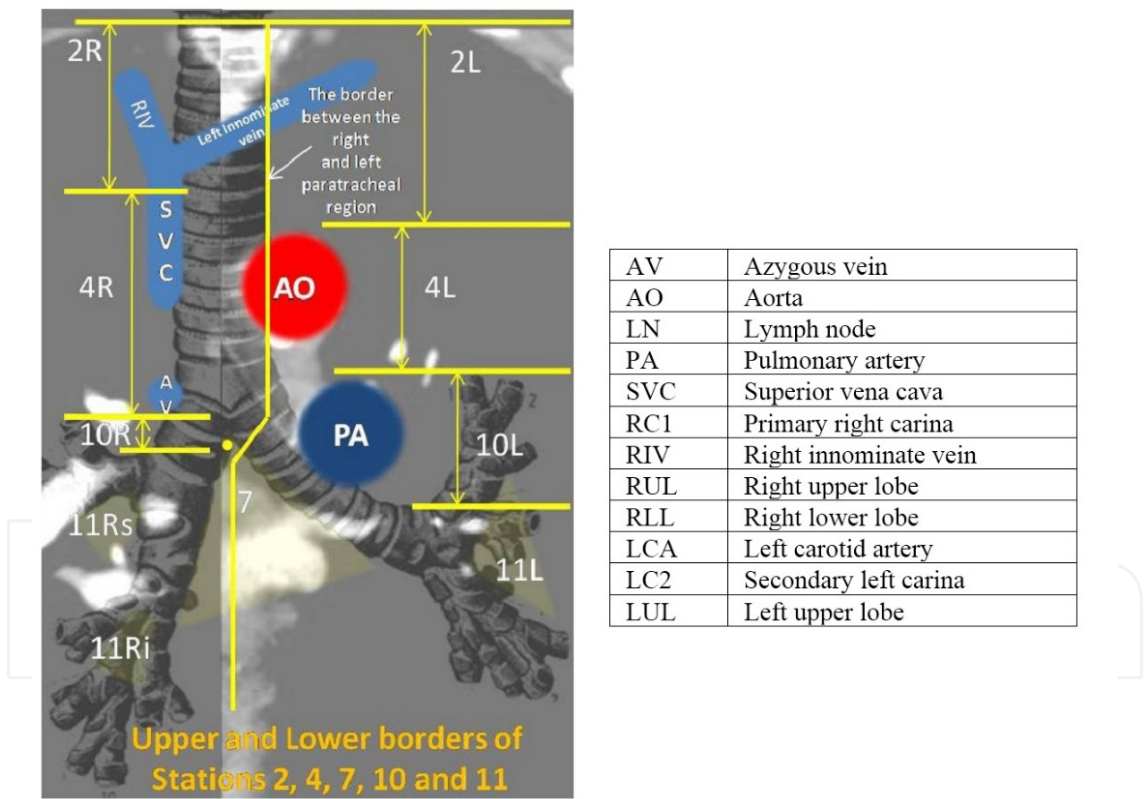 2R
2L
RIV
Left innominate
vein
The border
between the
right
and left
paratracheal
region
S
V
C
4R
AO
4L
A
V
1
2
10R
PA
10L
7
11Rs
11L
11Ri
Upper and Lower borders of
Stations 2, 4, 7, 10 and 11
AV Azygous vein
AO Aorta
LN Lymph node
PA Pulmonary artery
SVC Superior vena cava
RC1 Primary right carina
RIV Right innominate vein
RUL Right upper lobe
RLL Right lower lobe
LCA Left carotid artery
LC2 Secondary left carina
LUL Left upper lobe